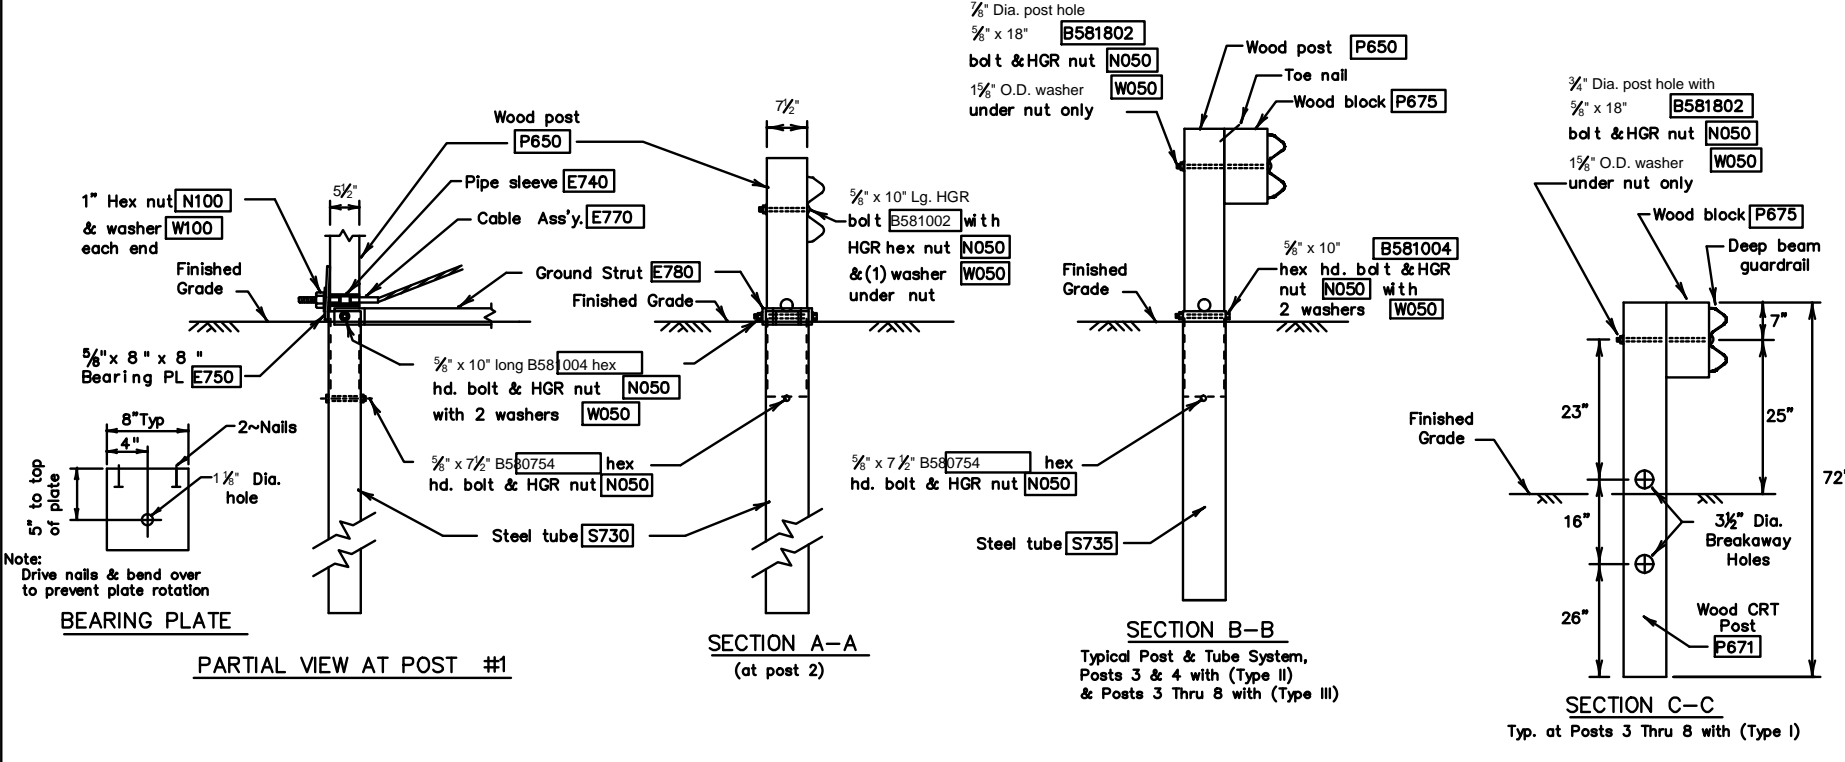 1" Hex nut N100
& washer W100
each end
Finished
Grade
5/8" x 8 " x 8 "
Bearing PL E750
5½"
Wood post
P650
Pipe sleeve E740
Cable Ass'y. E770
Ground Strut E780
Finished Grade
5/8" x 10" long B581004 hex
hd. bolt & HGR nut N050
with 2 washers W050
5/8" x 7½" B580754 hex
hd. bolt & HGR nut N050
Steel tube S730
8"Typ
4"
2~Nails
1⅛" Dia.
hole
5" to top
of plate
Note:
Drive nails & bend over
to prevent plate rotation
BEARING PLATE
PARTIAL VIEW AT POST #1
7½"
5/8" x 10" Lg. HGR
bolt B581002 with
HGR hex nut N050
&(1) washer W050
under nut
SECTION A-A
(at post 2)
7/8" Dia. post hole
5/8" x 18" B581802
bolt & HGR nut N050
1⅝" O.D. washer W050
under nut only
Wood post P650
Toe nail
Wood block P675
Finished
Grade
5/8" x 10" B581004
hex hd. bolt & HGR
nut N050 with
2 washers W050
5/8" x 7 ½" B580754 hex
hd. bolt & HGR nut N050
Steel tube S735
SECTION B-B
Typical Post & Tube System,
Posts 3 & 4 with (Type II)
& Posts 3 Thru 8 with (Type III)
¾" Dia. post hole with
5/8" x 18" B581802
bolt & HGR nut N050
1⅝" O.D. washer W050
under nut only
Wood block P675
Deep beam
guardrail
7"
23"
25"
Finished
Grade
72"
16"
3½" Dia.
Breakaway
Holes
26"
Wood CRT
Post
P671
SECTION C-C
Typ. at Posts 3 Thru 8 with (Type I)